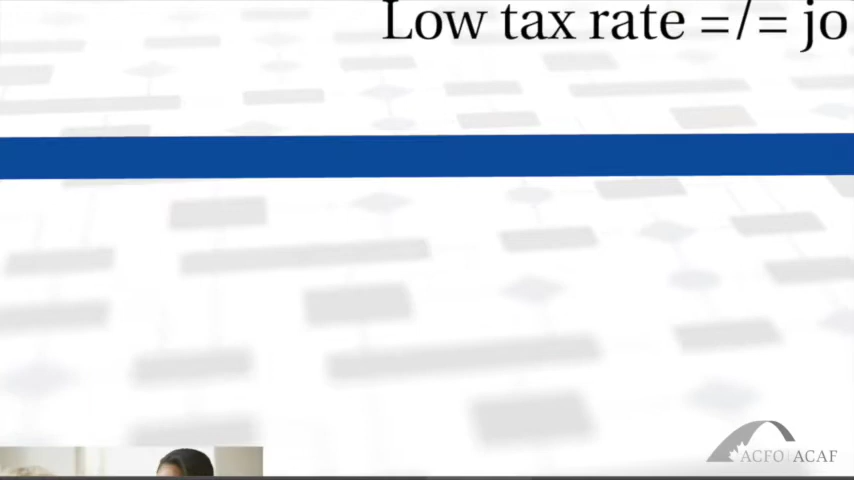 Low tax rate =/= jo
ACFO | ACAF